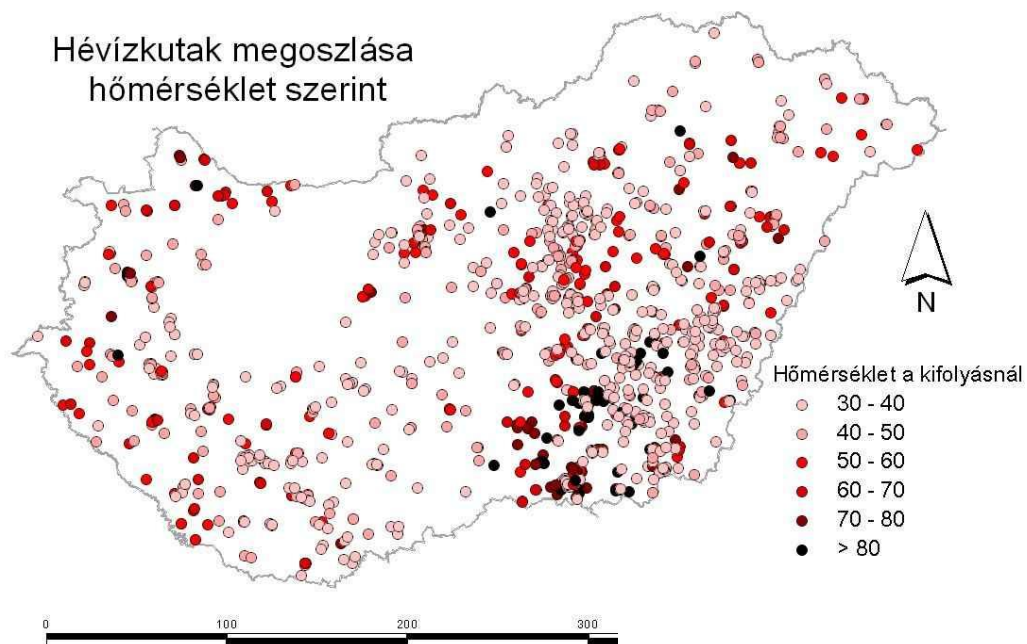 Hévízkutak megoszlása
hőmérséklet szerint
N
Hőmérséklet a kifolyásnál
30 - 40
40 - 50
50 - 60
60 - 70
70 - 80
> 80
0 100 200 300